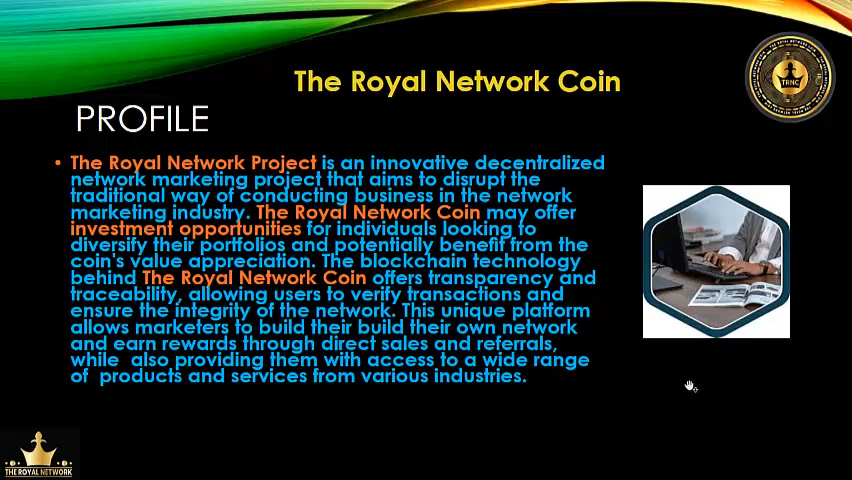 The Royal Network Coin
TRNC
PROFILE
• The Royal Network Project is an innovative decentralized
network marketing project that aims to disrupt the
traditional way of conducting business in the network
marketing industry. The Royal Network Coin may offer
investment opportunities for individuals looking to
diversify their portfolios and potentially benefit from the
coin's value appreciation. The blockchain technology
behind The Royal Network Coin offers transparency and
traceability, allowing users to verify transactions and
ensure the integrity of the network. This unique platform
allows marketers to build their build their own network
and earn rewards through direct sales and referrals,
while also providing them with access to a wide range
of products and services from various industries.
THE ROYAL NETWORK